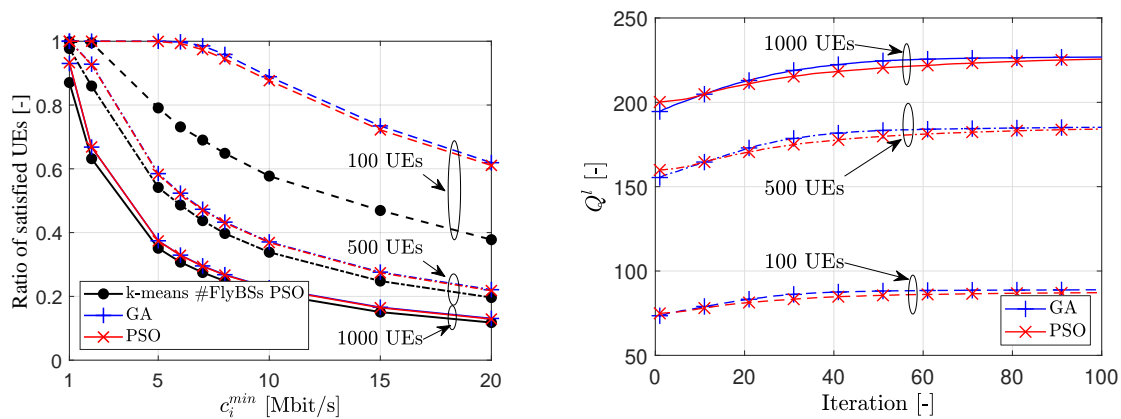 1
0.8
0.6
0.4
0.2
0
Ratio of satisfied UEs [-]
100 UEs
500 UEs
1000 UEs
k-means #FlyBSs PSO
GA
PSO
1 5 10 15 20
c_i^{min} [Mbit/s]
250
200
150
100
50
Q^l [-]
1000 UEs
500 UEs
100 UEs
GA
PSO
0 20 40 60 80 100
Iteration [-]